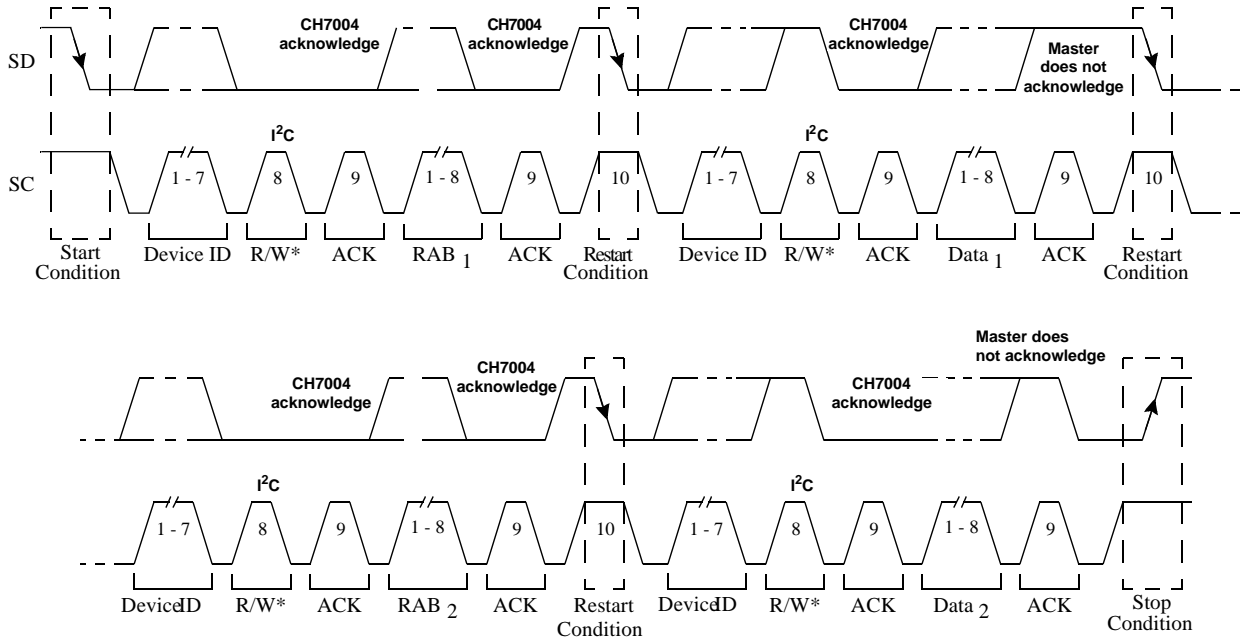 CH7004 acknowledge
CH7004 acknowledge
CH7004 acknowledge
Master does not acknowledge
SD
I²C
I²C
SC
1 - 7
8
9
1 - 8
9
10
1 - 7
8
9
1 - 8
9
10
Start Condition
Device ID
R/W*
ACK
RAB 1
ACK
Restart Condition
Device ID
R/W*
ACK
Data 1
ACK
Restart Condition
CH7004 acknowledge
CH7004 acknowledge
CH7004 acknowledge
Master does not acknowledge
I²C
I²C
1 - 7
8
9
1 - 8
9
10
1 - 7
8
9
1 - 8
9
Device ID
R/W*
ACK
RAB 2
ACK
Restart Condition
Device ID
R/W*
ACK
Data 2
ACK
Stop Condition